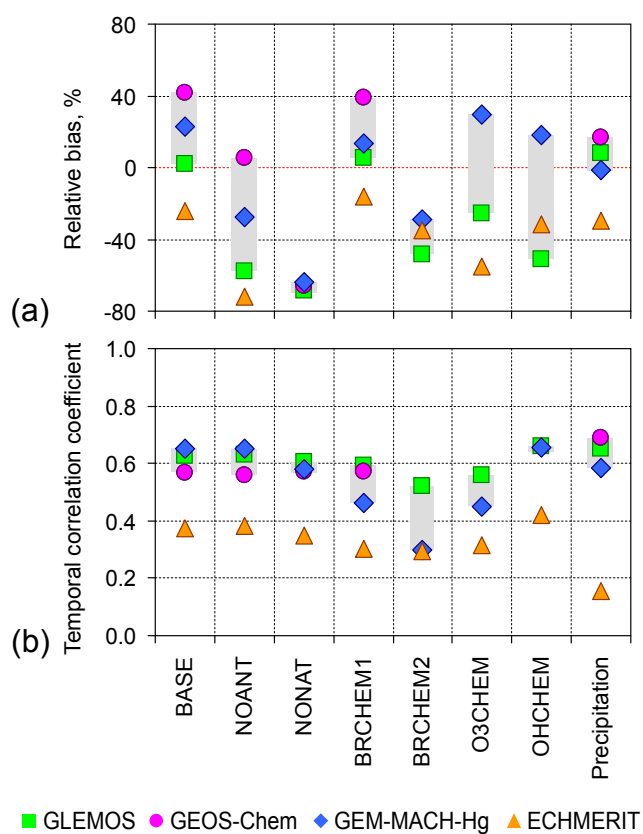 (a)
Relative bias, %
80
40
0
-40
-80
(b)
Temporal correlation coefficient
1.0
0.8
0.6
0.4
0.2
0.0
BASE
NOANT
NONAT
BRCHEM1
BRCHEM2
O3CHEM
OHCHEM
Precipitation
GLEMOS GEOS-Chem GEM-MACH-Hg ECHMERIT